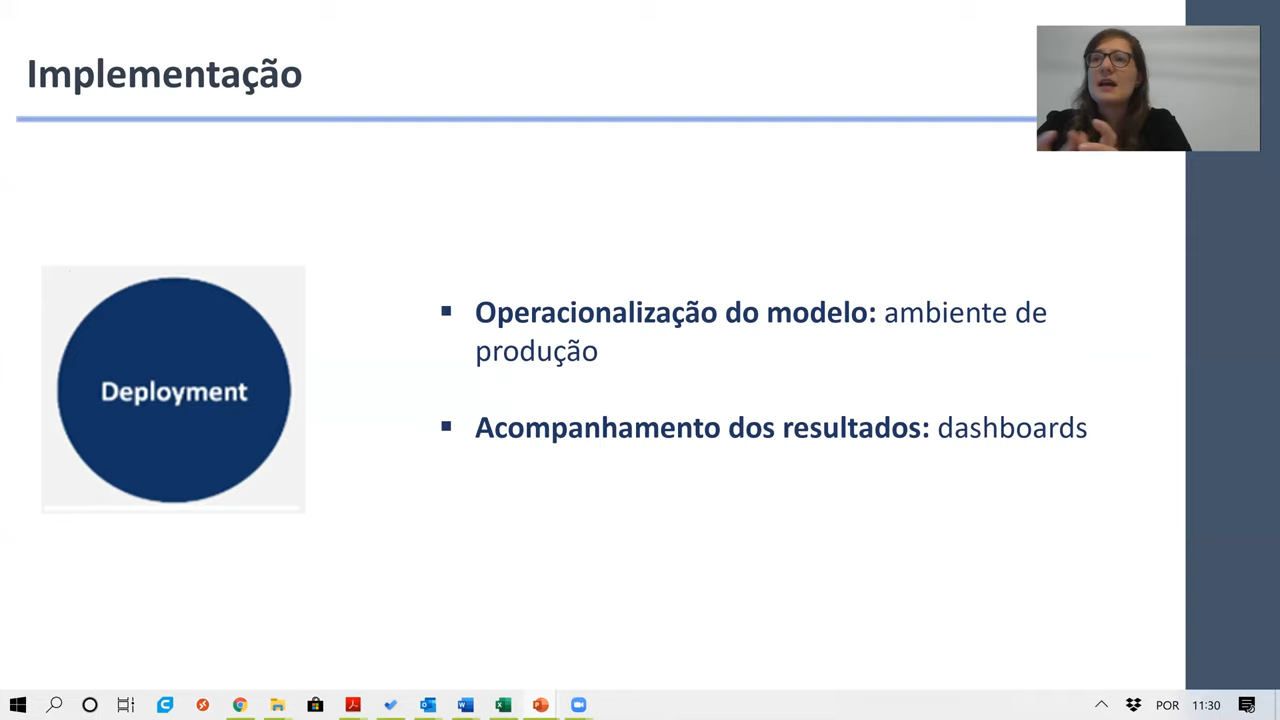 Implementação
Deployment
▪ Operacionalização do modelo: ambiente de
produção
▪ Acompanhamento dos resultados: dashboards
POR 11:30